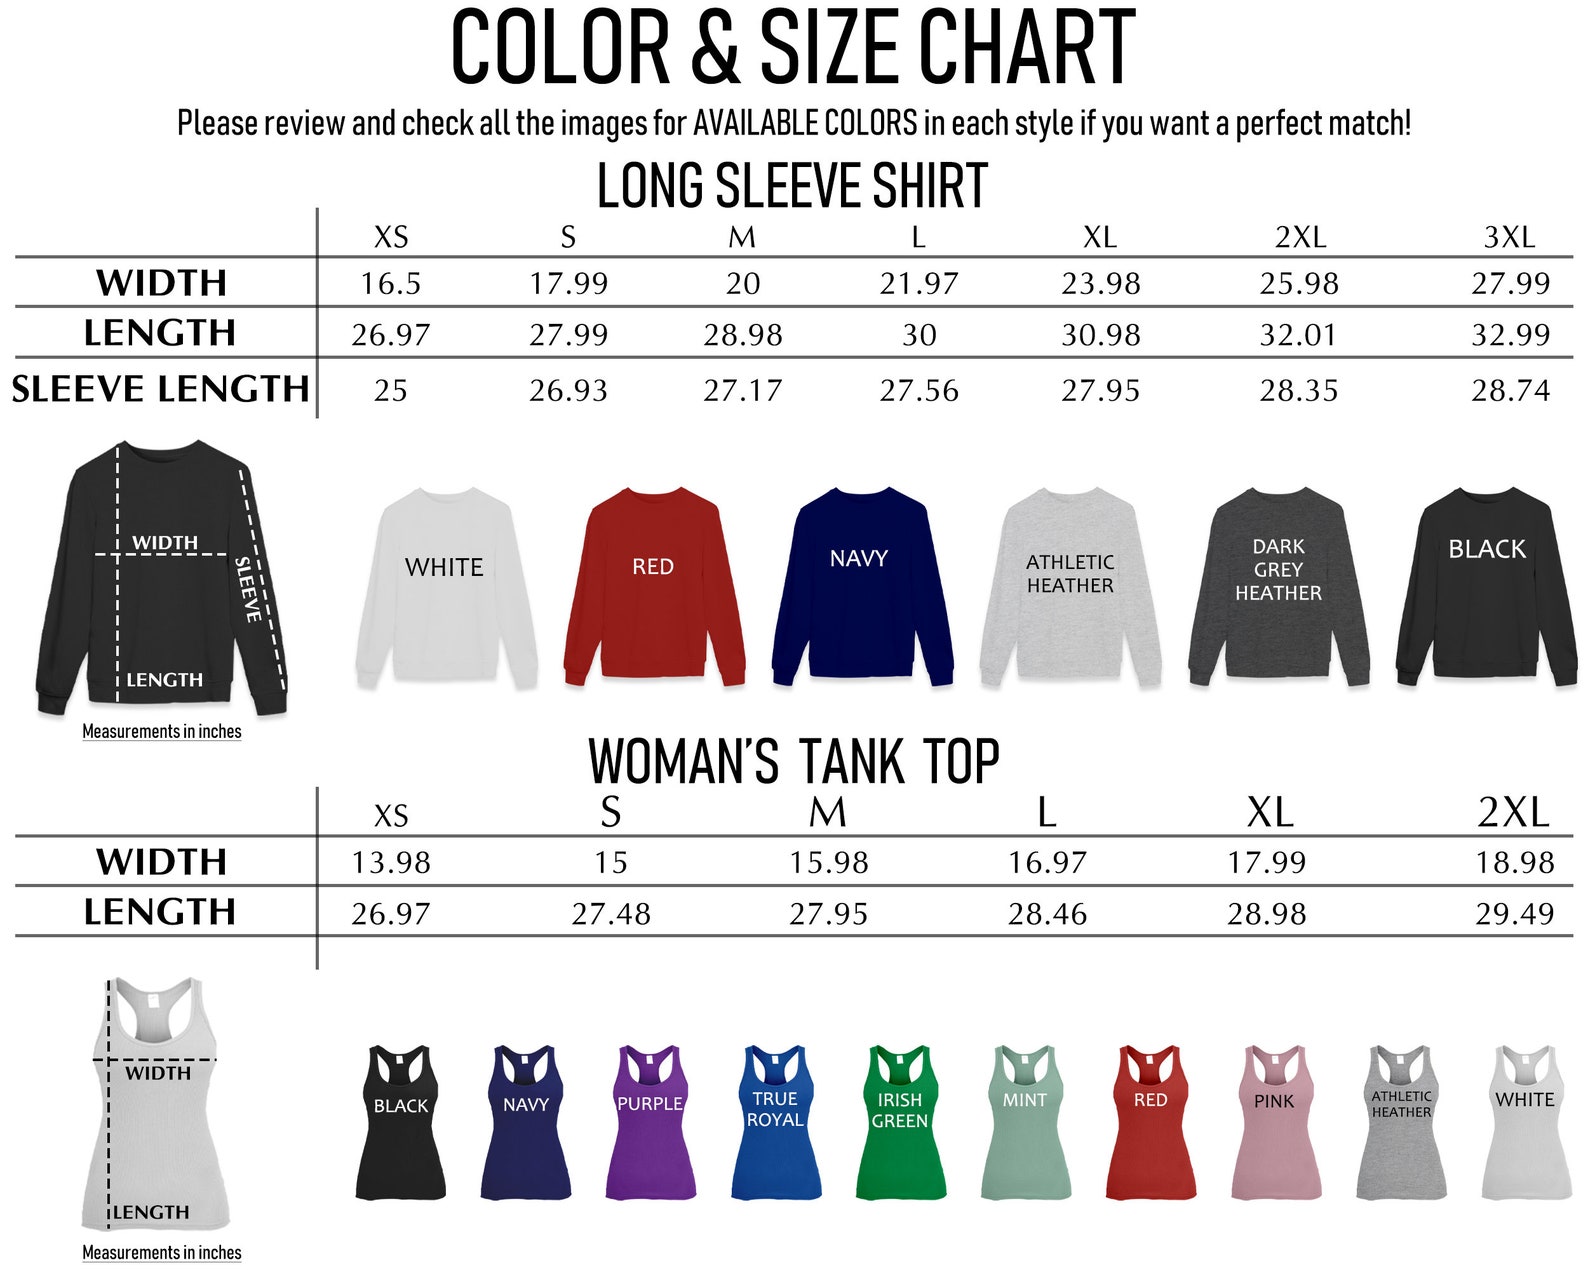 COLOR & SIZE CHART
Please review and check all the images for AVAILABLE COLORS in each style if you want a perfect match!
LONG SLEEVE SHIRT
XS S M L XL 2XL 3XL
WIDTH 16.5 17.99 20 21.97 23.98 25.98 27.99
LENGTH 26.97 27.99 28.98 30 30.98 32.01 32.99
SLEEVE LENGTH 25 26.93 27.17 27.56 27.95 28.35 28.74
WIDTH
SLEEVE
LENGTH
Measurements in inches
WHITE
RED
NAVY
ATHLETIC
HEATHER
DARK
GREY
HEATHER
BLACK
WOMAN'S TANK TOP
XS S M L XL 2XL
WIDTH 13.98 15 15.98 16.97 17.99 18.98
LENGTH 26.97 27.48 27.95 28.46 28.98 29.49
WIDTH
LENGTH
Measurements in inches
BLACK
NAVY
PURPLE
TRUE
ROYAL
IRISH
GREEN
MINT
RED
PINK
ATHLETIC
HEATHER
WHITE